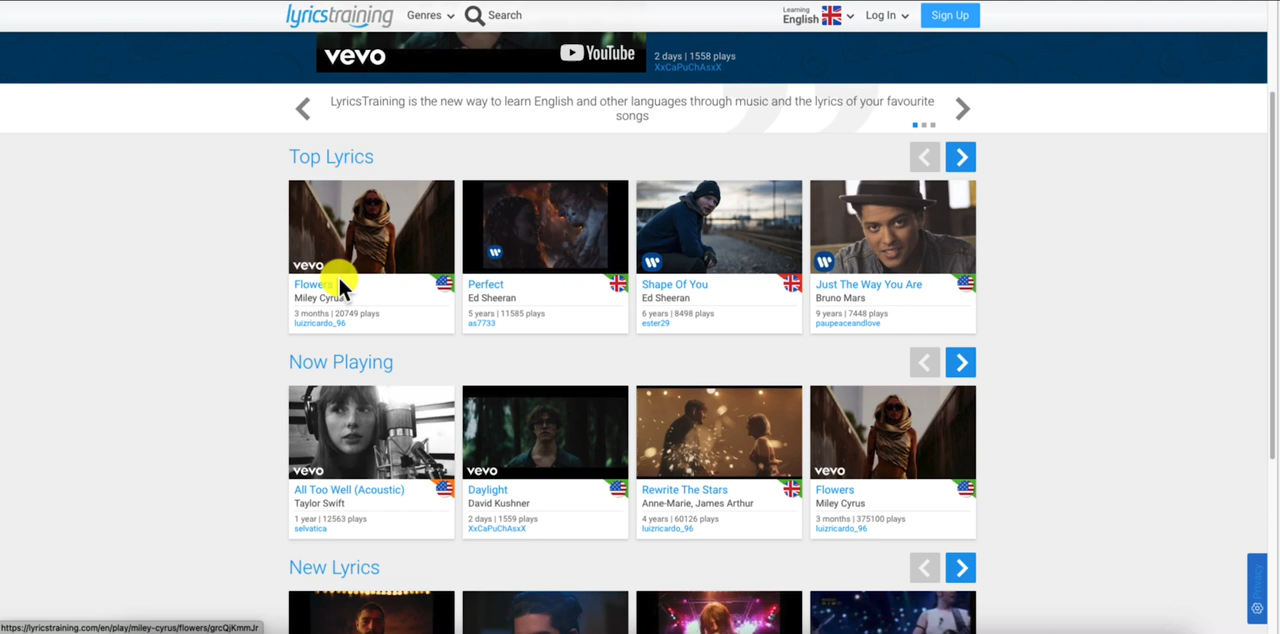 lyricstraining
Genres
Search
Learning
English
Log In
Sign Up
vevo
YouTube
2 days | 1558 plays
XxCaPuChAsxX
LyricsTraining is the new way to learn English and other languages through music and the lyrics of your favourite
songs
Top Lyrics
vevo
Flowers
Miley Cyrus
3 months | 20749 plays
luizricardo_96
Perfect
Ed Sheeran
5 years | 11585 plays
as7733
Shape Of You
Ed Sheeran
6 years | 8498 plays
ester29
Just The Way You Are
Bruno Mars
9 years | 7448 plays
paupeaceandlove
Now Playing
vevo
All Too Well (Acoustic)
Taylor Swift
1 year | 12563 plays
selvatica
vevo
Daylight
David Kushner
2 days | 1559 plays
XxCaPuChAsxX
Rewrite The Stars
Anne-Marie, James Arthur
4 years | 60126 plays
luizricardo_96
vevo
Flowers
Miley Cyrus
3 months | 375100 plays
luizricardo_96
New Lyrics
Privacy
https://lyricstraining.com/en/play/miley-cyrus/flowers/grcQjKmmJr